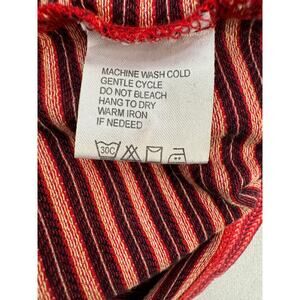 MACHINE WASH COLD
GENTLE CYCLE
DO NOT BLEACH
HANG TO DRY
WARM IRON
IF NEDEED
30C